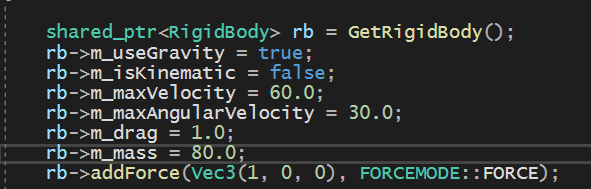 shared_ptr<RigidBody> rb = GetRigidBody();
rb->m_useGravity = true;
rb->m_isKinematic = false;
rb->m_maxVelocity = 60.0;
rb->m_maxAngularVelocity = 30.0;
rb->m_drag = 1.0;
rb->m_mass = 80.0;
rb->addForce(Vec3(1, 0, 0), FORCEMODE::FORCE);